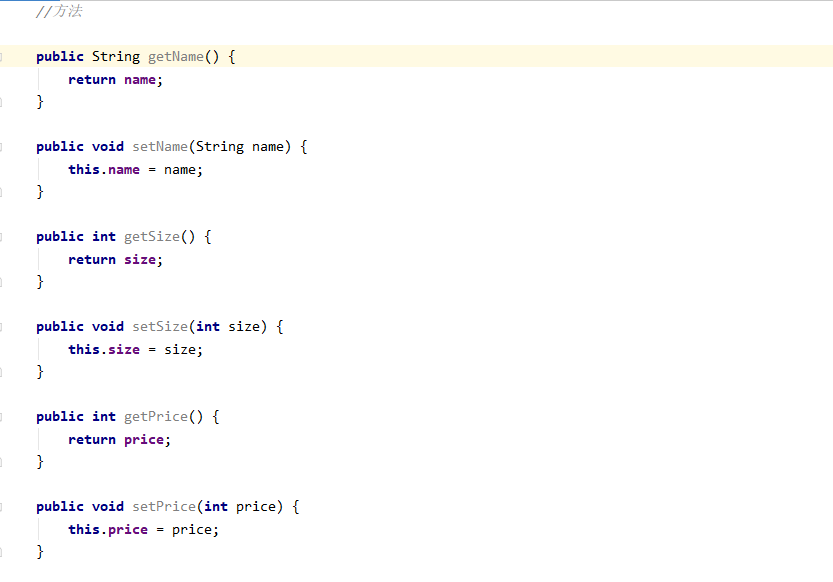 //方法
public String getName() {
return name;
}
public void setName(String name) {
this.name = name;
}
public int getSize() {
return size;
}
public void setSize(int size) {
this.size = size;
}
public int getPrice() {
return price;
}
public void setPrice(int price) {
this.price = price;
}